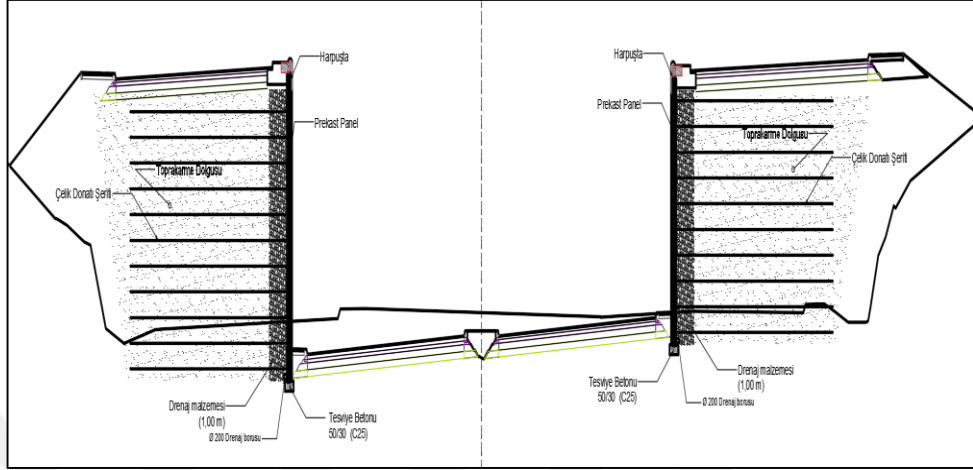 Harpuşta
Prekast Panel
Toprakarme Dolgusu
Çelik Donatı Şeriti
Drenaj malzemesi
(1,00 m)
Ø 200 Drenaj borusu
Tesviye Betonu
50/30 (C25)
Harpuşta
Prekast Panel
Toprakarme Dolgusu
Çelik Donatı Şeriti
Tesviye Betonu
50/30 (C25)
Drenaj malzemesi
(1,00 m)
Ø 200 Drenaj borusu